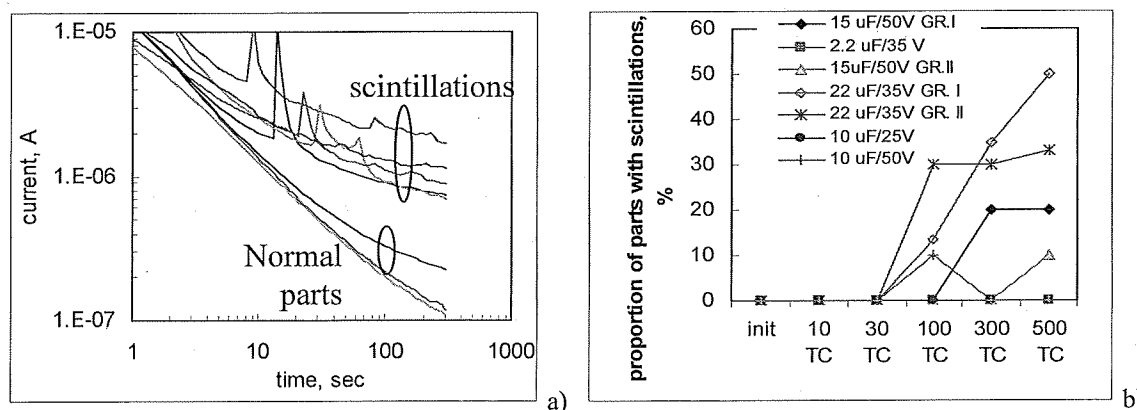 1.E-05
1.E-06
1.E-07
current, A
scintillations
Normal
parts
1 10 100 1000
time, sec
a)
proportion of parts with scintillations,
%
60
50
40
30
20
10
0
15 uF/50V GR.I
2.2 uF/35 V
15uF/50V GR.II
22 uF/35V GR. I
22 uF/35V GR. II
10 uF/25V
10 uF/50V
init 10 30 100 300 500
TC TC TC TC TC
b